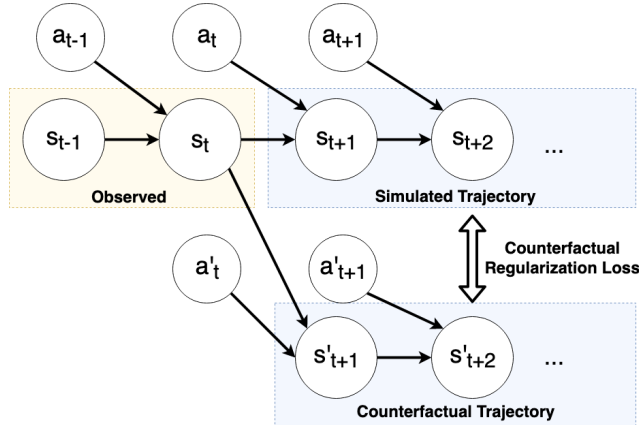 a_{t-1} a_t a_{t+1}
s_{t-1} s_t s_{t+1} s_{t+2} ...
Observed Simulated Trajectory
Counterfactual
Regularization Loss
a'_t a'_{t+1}
s'_{t+1} s'_{t+2} ...
Counterfactual Trajectory